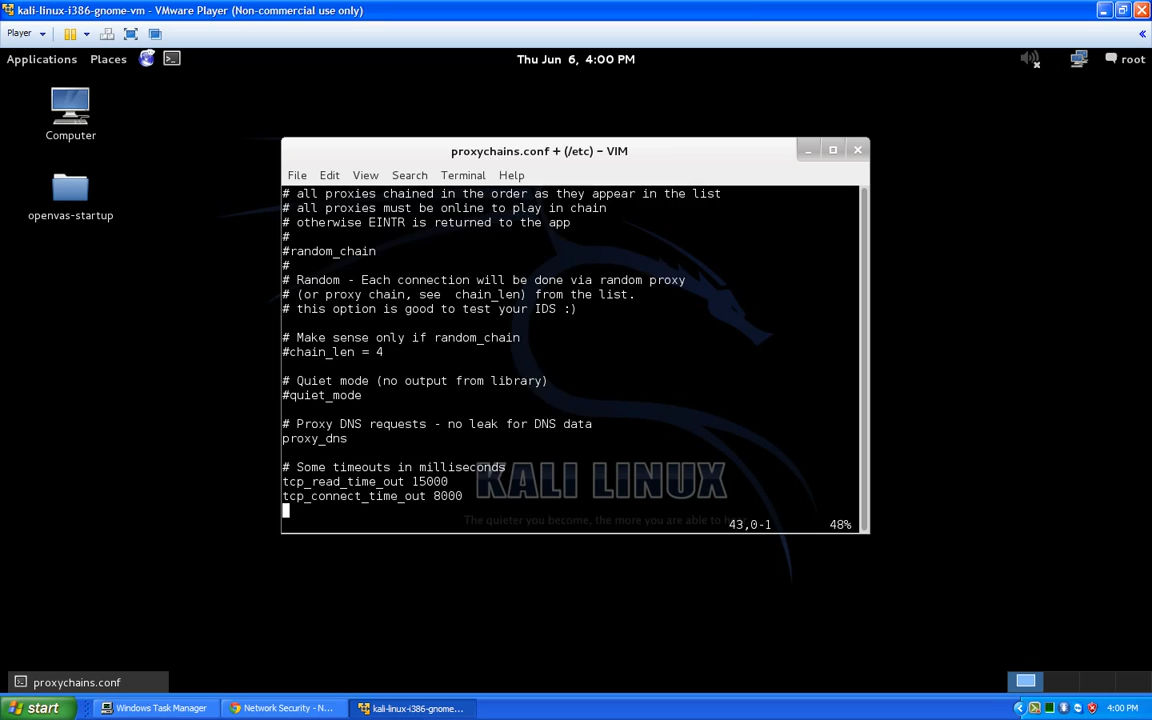 kali-linux-i386-gnome-vm - VMware Player (Non-commercial use only)
Player
Applications Places Thu Jun 6, 4:00 PM root
Computer
openvas-startup
proxychains.conf + (/etc) - VIM
File Edit View Search Terminal Help
# all proxies chained in the order as they appear in the list
# all proxies must be online to play in chain
# otherwise EINTR is returned to the app
#
#random_chain
#
# Random - Each connection will be done via random proxy
# (or proxy chain, see  chain_len) from the list.
# this option is good to test your IDS :)
# Make sense only if random_chain
#chain_len = 4
# Quiet mode (no output from library)
#quiet_mode
# Proxy DNS requests - no leak for DNS data
proxy_dns
# Some timeouts in milliseconds
tcp_read_time_out 15000
tcp_connect_time_out 8000
KALI LINUX
The quieter you become, the more you are able to
43,0-1 48%
proxychains.conf
start Windows Task Manager Network Security - N... kali-linux-i386-gnome... 4:00 PM